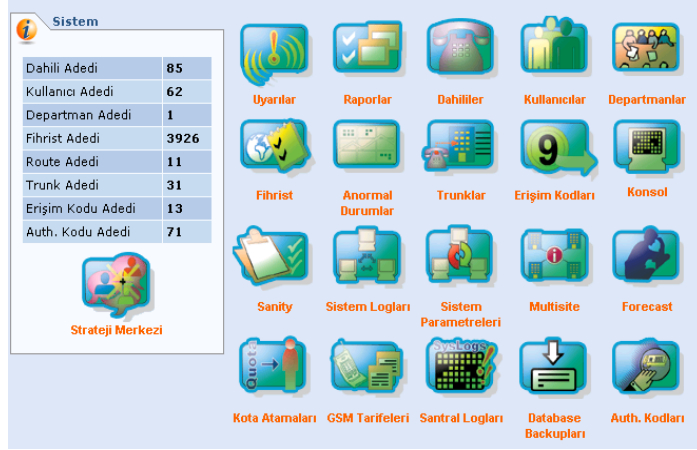 Sistem
Dahili Adedi 85
Kullanıcı Adedi 62
Departman Adedi 1
Fihrist Adedi 3926
Route Adedi 11
Trunk Adedi 31
Erişim Kodu Adedi 13
Auth. Kodu Adedi 71
Strateji Merkezi
Uyarılar Raporlar Dahililer Kullanıcılar Departmanlar
9
Fihrist Anormal Trunklar Erişim Kodları Konsol
Durumlar
Sanity Sistem Logları Sistem Multisite Forecast
Parametreleri
Quota SysLogs
Kota Atamaları GSM Tarifeleri Santral Logları Database Auth. Kodları
Backupları